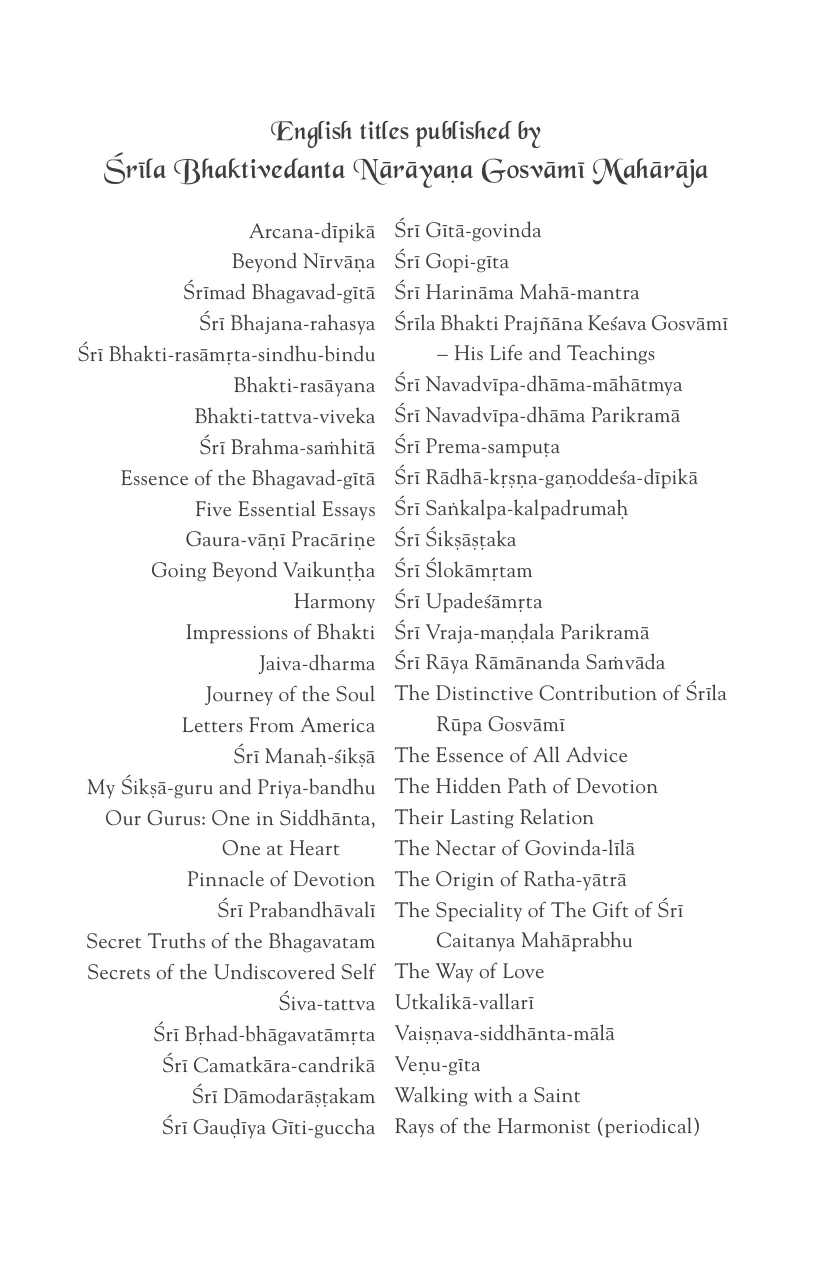 English titles published by
Śrīla Bhaktivedanta Nārāyaṇa Gosvāmī Mahārāja
Arcana-dīpikā
Beyond Nīrvāṇa
Śrīmad Bhagavad-gītā
Śrī Bhajana-rahasya
Śrī Bhakti-rasāmṛta-sindhu-bindu
Bhakti-rasāyana
Bhakti-tattva-viveka
Śrī Brahma-saṁhitā
Essence of the Bhagavad-gītā
Five Essential Essays
Gaura-vāṇī Pracāriṇe
Going Beyond Vaikuṇṭḥa
Harmony
Impressions of Bhakti
Jaiva-dharma
Journey of the Soul
Letters From America
Śrī Manaḥ-śikṣā
My Śikṣā-guru and Priya-bandhu
Our Gurus: One in Siddhānta,
One at Heart
Pinnacle of Devotion
Śrī Prabandhāvalī
Secret Truths of the Bhagavatam
Secrets of the Undiscovered Self
Śiva-tattva
Śrī Bṛhad-bhāgavatāmṛta
Śrī Camatkāra-candrikā
Śrī Dāmodarāṣṭakam
Śrī Gauḍīya Gīti-guccha
Śrī Gītā-govinda
Śrī Gopi-gīta
Śrī Harināma Mahā-mantra
Śrīla Bhakti Prajñāna Keśava Gosvāmī
– His Life and Teachings
Śrī Navadvīpa-dhāma-māhātmya
Śrī Navadvīpa-dhāma Parikramā
Śrī Prema-sampuṭa
Śrī Rādhā-kṛṣṇa-gaṇoddeśa-dīpikā
Śrī Saṅkalpa-kalpadrumaḥ
Śrī Śikṣāṣṭaka
Śrī Ślokāmṛtam
Śrī Upadeśāmṛta
Śrī Vraja-maṇḍala Parikramā
Śrī Rāya Rāmānanda Saṁvāda
The Distinctive Contribution of Śrīla
Rūpa Gosvāmī
The Essence of All Advice
The Hidden Path of Devotion
Their Lasting Relation
The Nectar of Govinda-līlā
The Origin of Ratha-yātrā
The Speciality of The Gift of Śrī
Caitanya Mahāprabhu
The Way of Love
Utkalikā-vallarī
Vaiṣṇava-siddhānta-mālā
Veṇu-gīta
Walking with a Saint
Rays of the Harmonist (periodical)